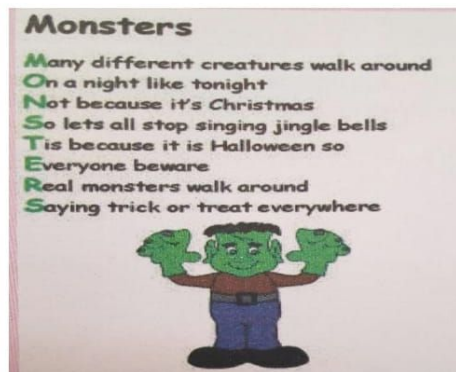 Monsters
Many different creatures walk around
On a night like tonight
Not because it's Christmas
So lets all stop singing jingle bells
Tis because it is Halloween so
Everyone beware
Real monsters walk around
Saying trick or treat everywhere